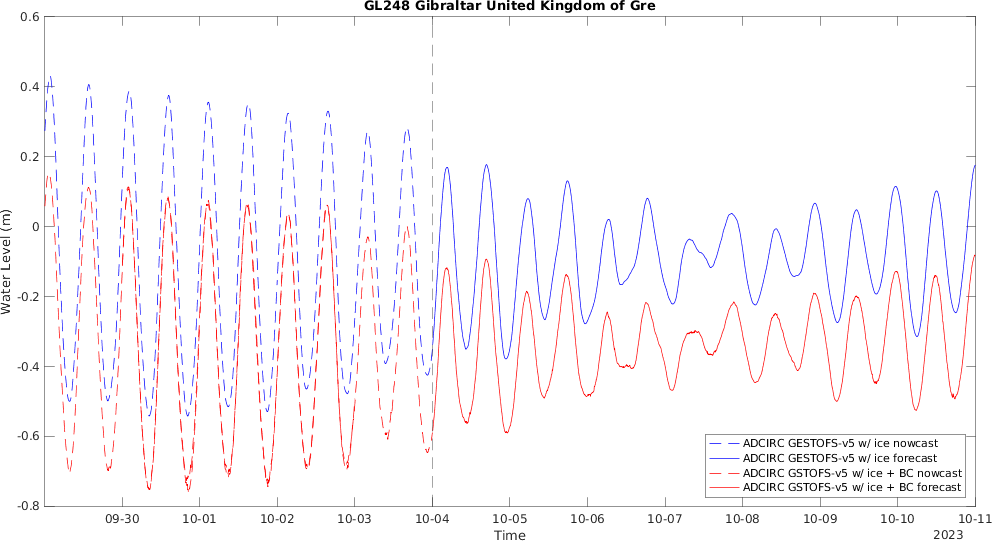 GL248 Gibraltar United Kingdom of Gre
0.6
0.4
0.2
0
-0.2
-0.4
-0.6
-0.8
Water Level (m)
ADCIRC GESTOFS-v5 w/ ice nowcast
ADCIRC GESTOFS-v5 w/ ice forecast
ADCIRC GSTOFS-v5 w/ ice + BC nowcast
ADCIRC GSTOFS-v5 w/ ice + BC forecast
09-30 10-01 10-02 10-03 10-04 10-05 10-06 10-07 10-08 10-09 10-10 10-11
Time
2023